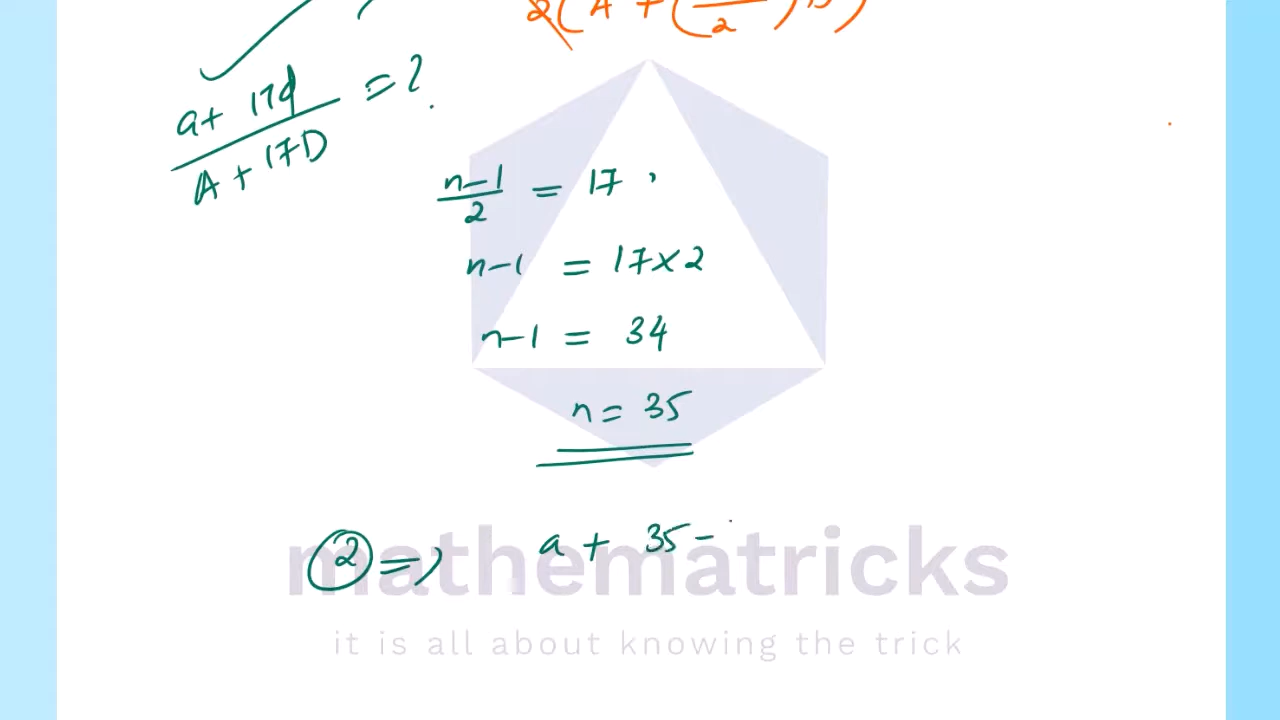 2(A + (—/2)D)
a + 17d / A + 17D = ?
n-1/2 = 17
n-1 = 17×2
n-1 = 34
n = 35
② ⇒ a + 35 -
mathematricks
it is all about knowing the trick